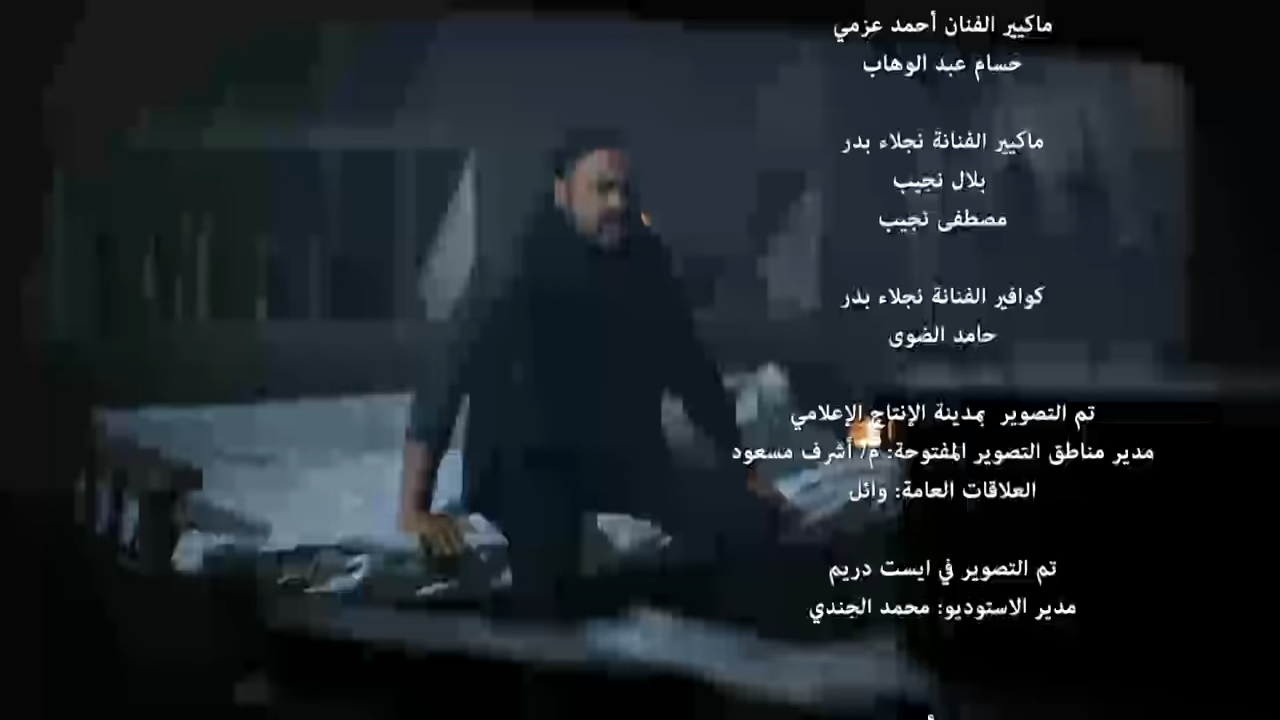 ماكيير الفنان أحمد عزمي
حسام عبد الوهاب
ماكيير الفنانة نجلاء بدر
بلال نجيب
مصطفى نجيب
كوافير الفنانة نجلاء بدر
حامد الضوى
تم التصوير بمدينة الإنتاج الإعلامي
مدير مناطق التصوير المفتوحة: م/ أشرف مسعود
العلاقات العامة: وائل
تم التصوير في ايست دريم
مدير الاستوديو: محمد الجندي